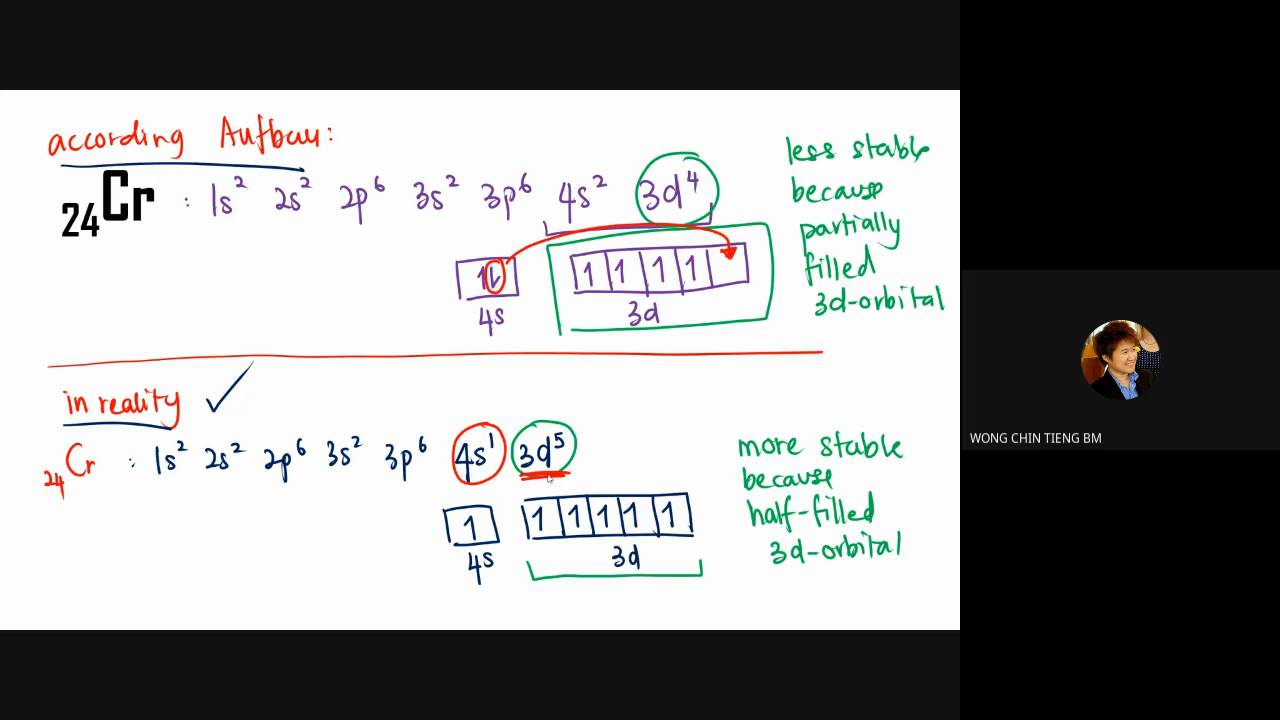 according Aufbau:
₂₄Cr : 1s² 2s² 2p⁶ 3s² 3p⁶ 4s² 3d⁴
less stable
because
partially
filled
3d-orbital
1 1 1 1 1
4s 3d
in reality ✓
₂₄Cr : 1s² 2s² 2p⁶ 3s² 3p⁶ 4s¹ 3d⁵
more stable
because
half-filled
3d-orbital
1 1 1 1 1 1
4s 3d
WONG CHIN TIENG BM